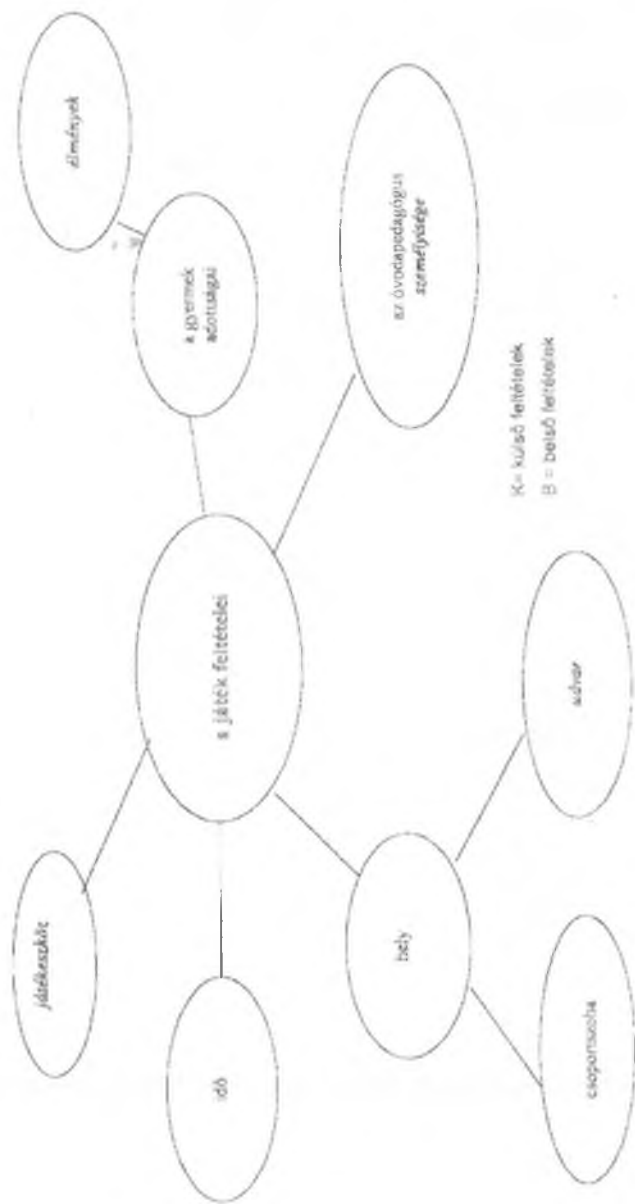 élmények
a gyermek
adottságai
az óvodapedagógus
személyisége
a játék feltételei
játékeszköz
idő
hely
udvar
csoportszoba
K= külső feltételek
B = belső feltételek